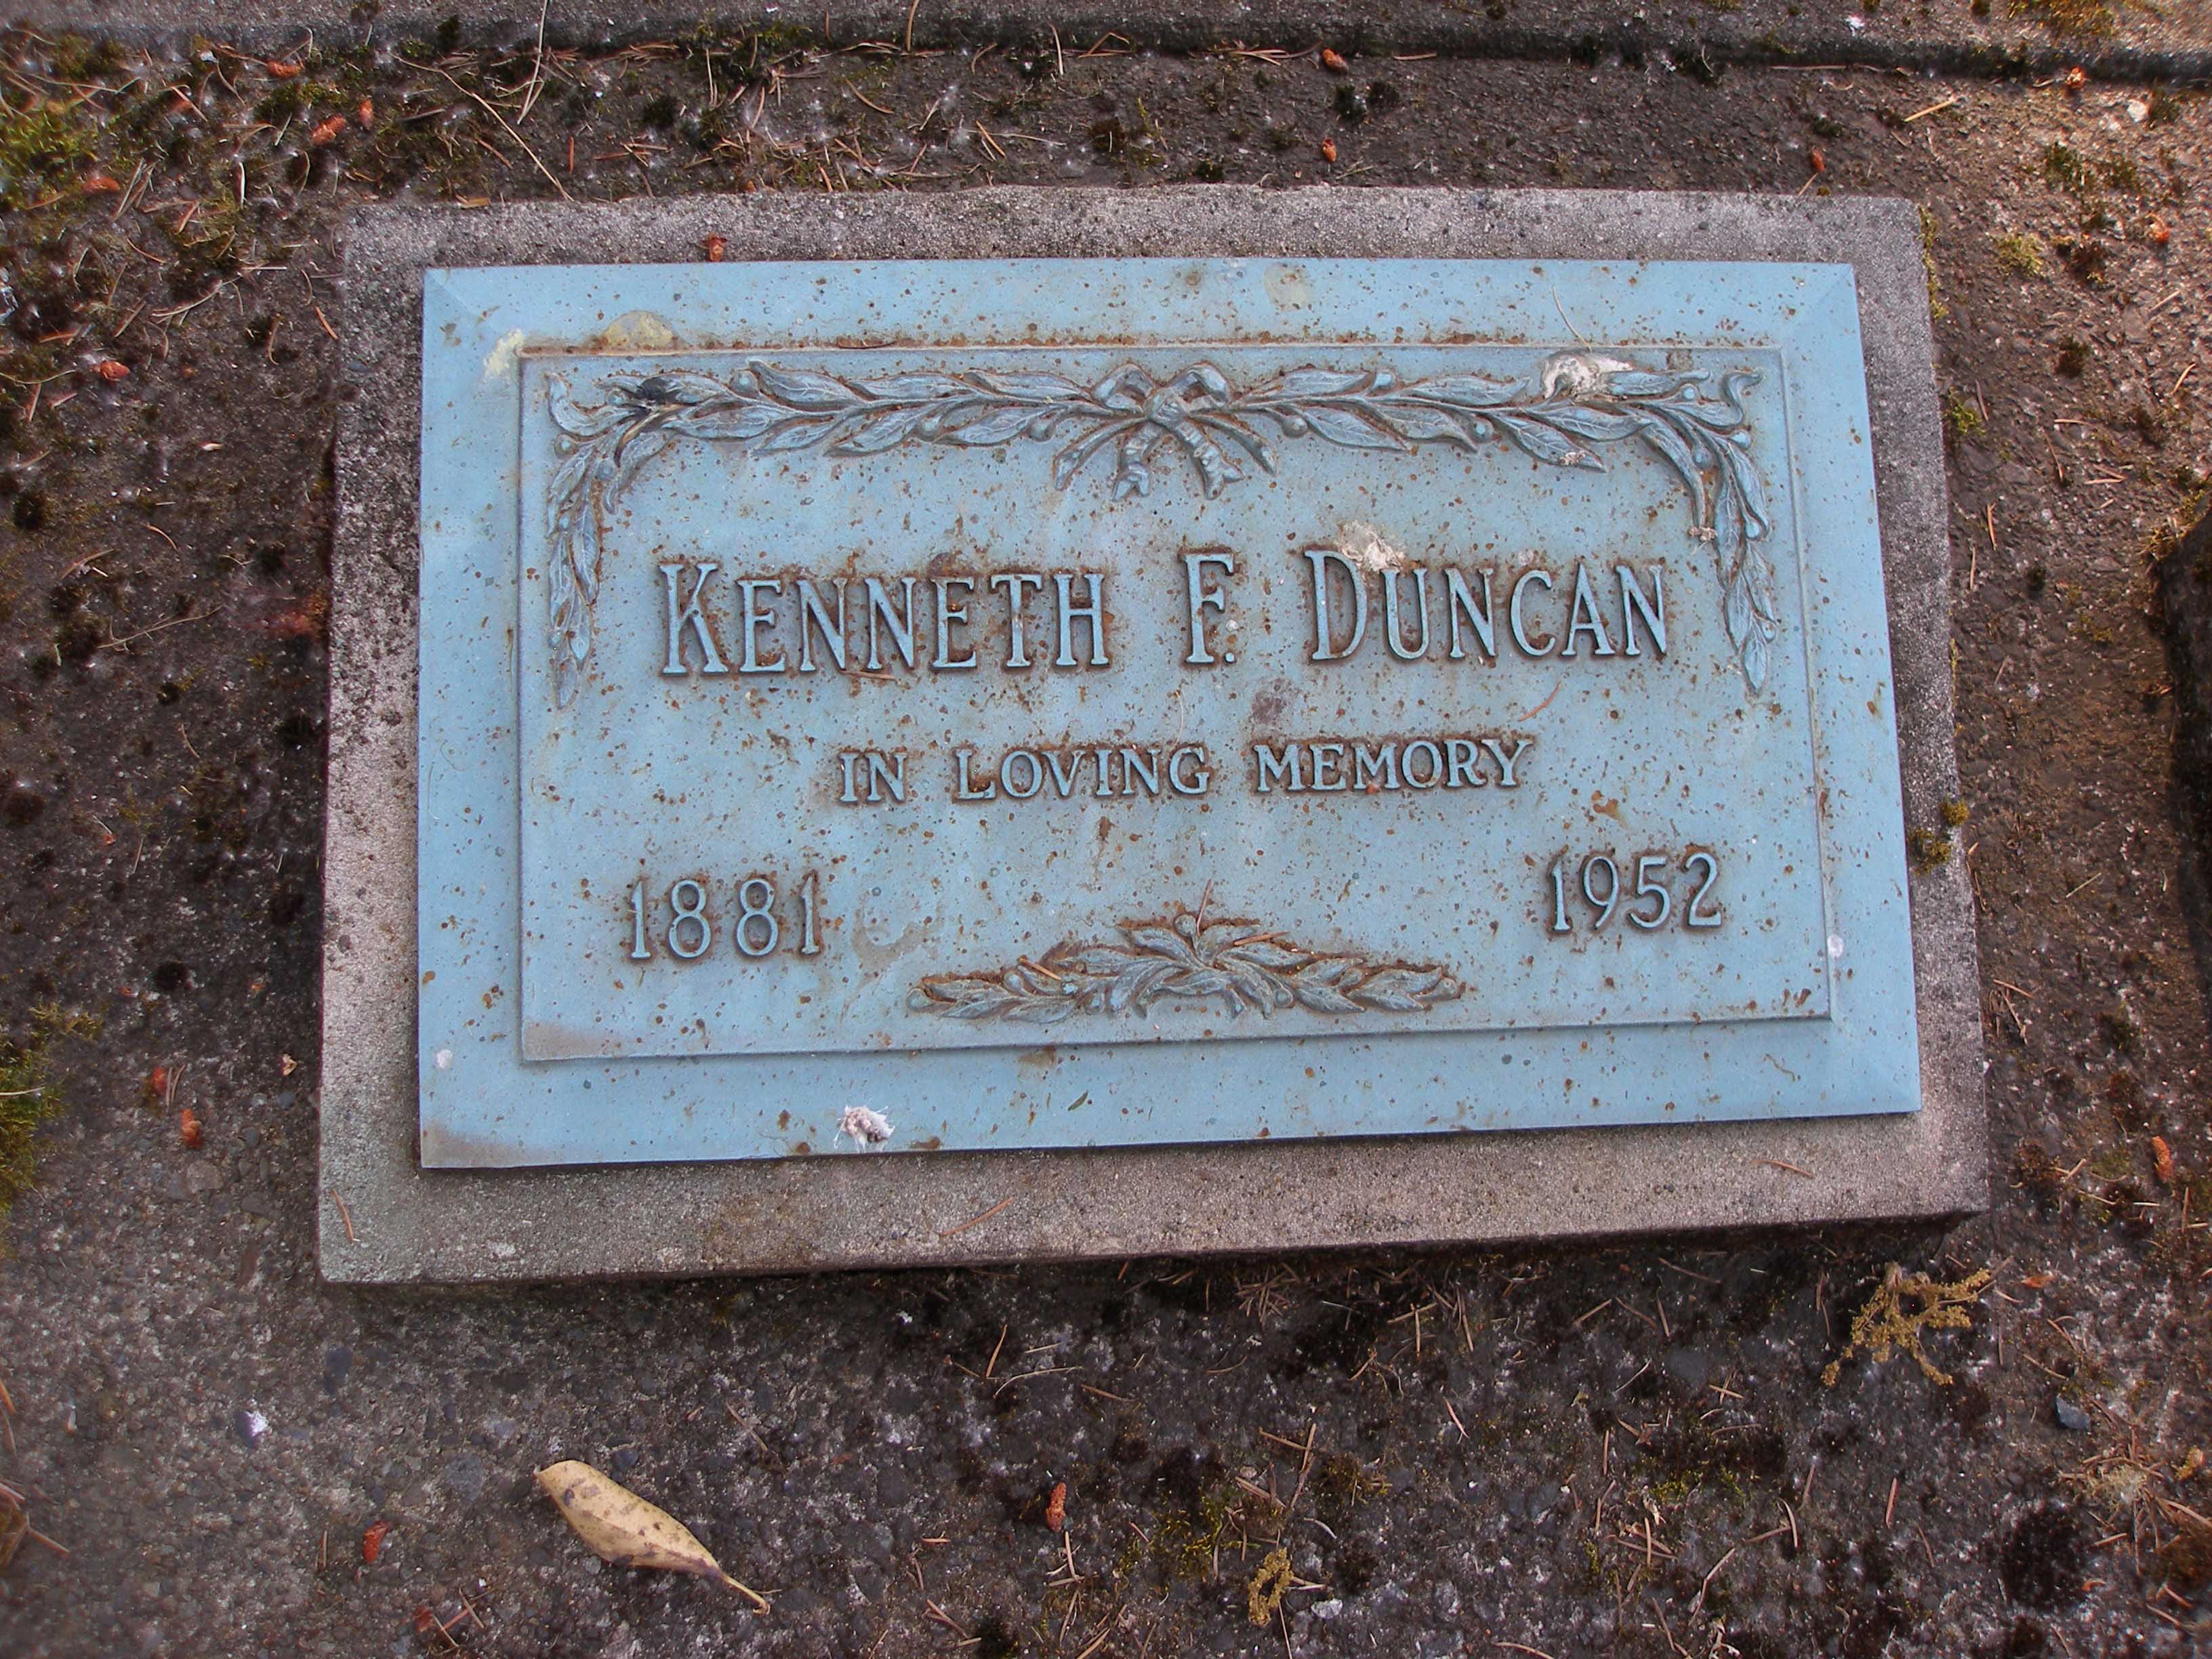 KENNETH F. DUNCAN
IN LOVING MEMORY
1881 1952